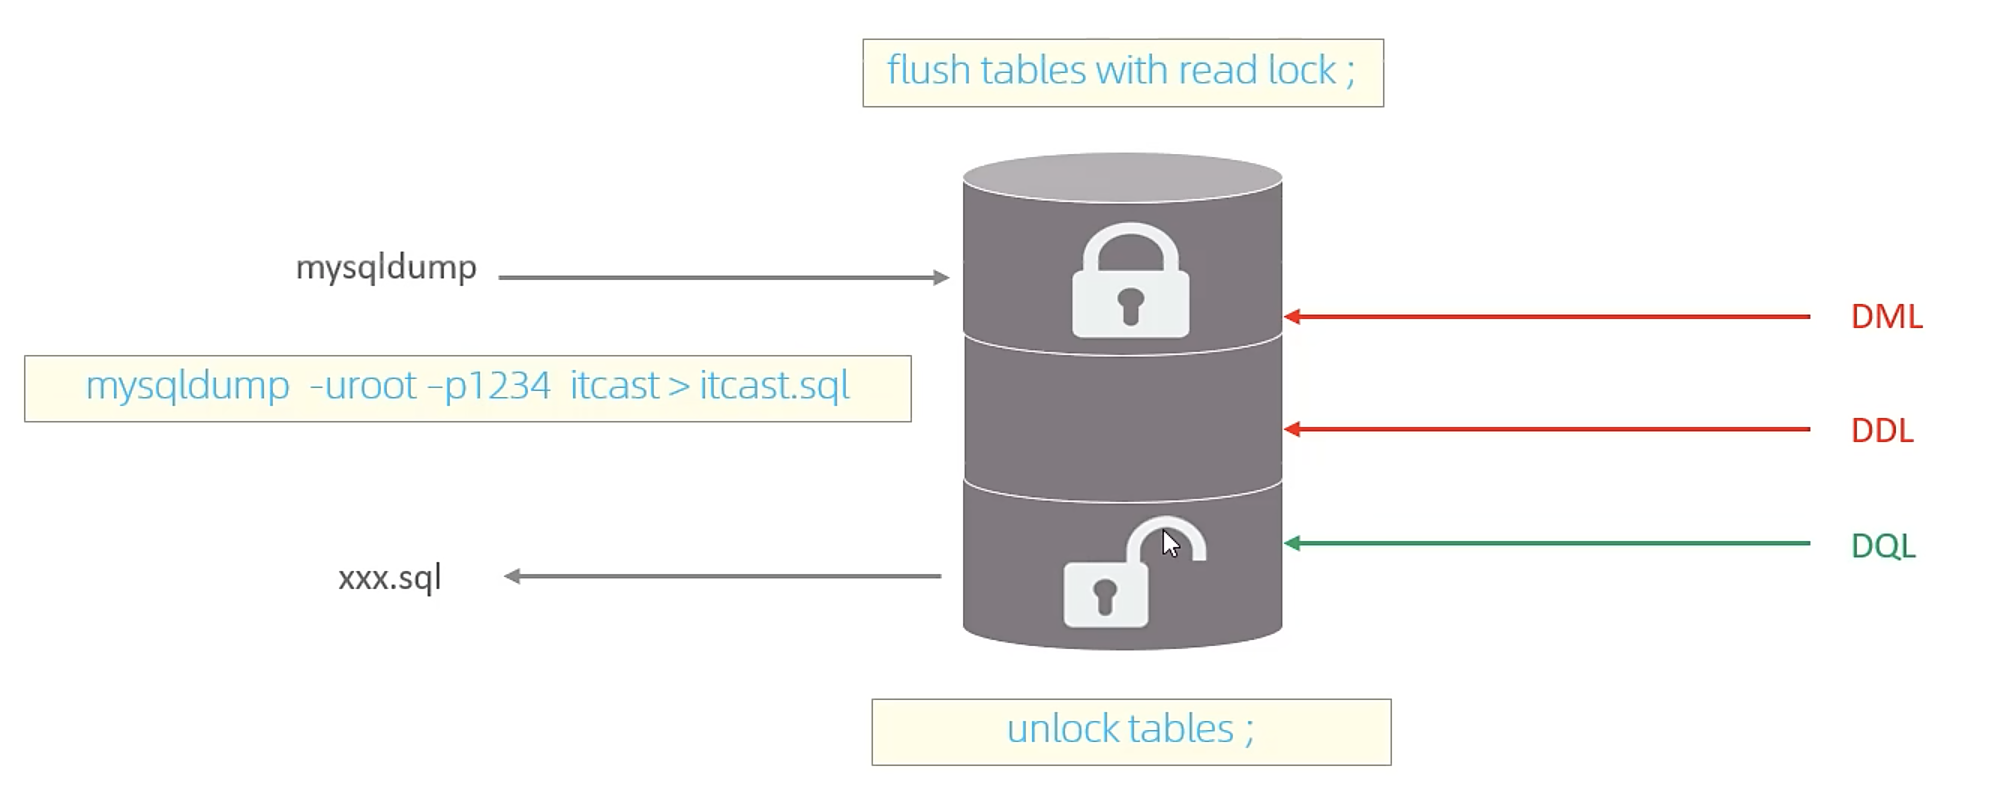 flush tables with read lock ;
mysqldump
DML
mysqldump -uroot –p1234 itcast > itcast.sql
DDL
DQL
xxx.sql
unlock tables ;